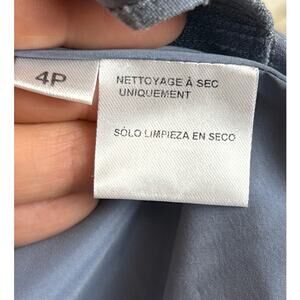 4P
NETTOYAGE À SEC
UNIQUEMENT
SÓLO LIMPIEZA EN SECO